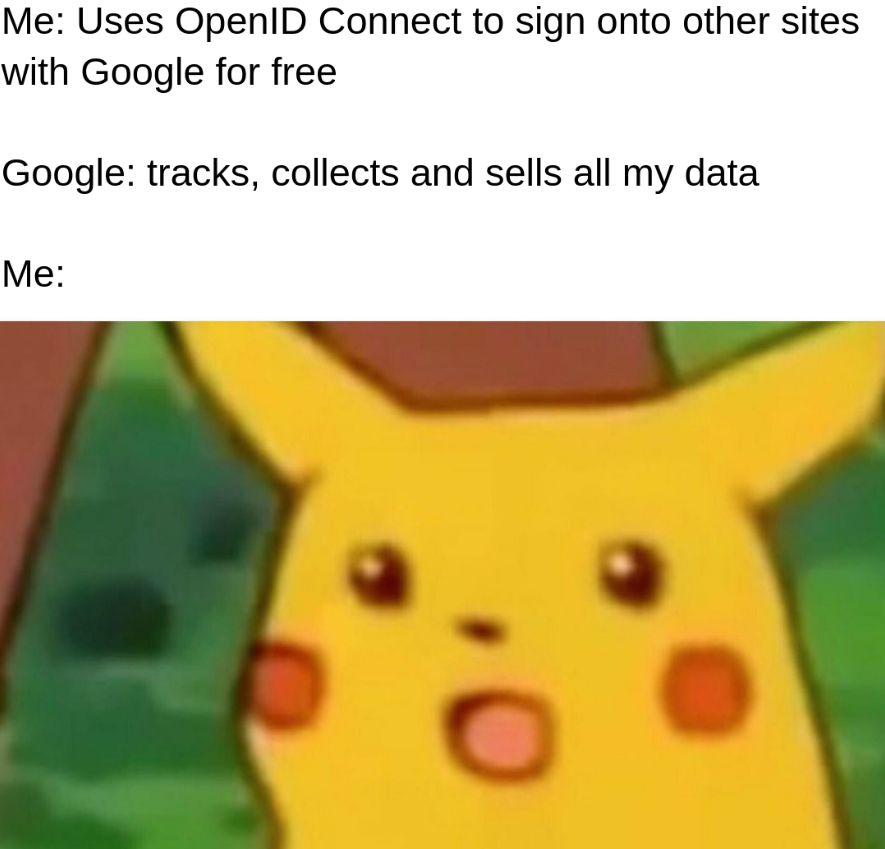 Me: Uses OpenID Connect to sign onto other sites
with Google for free
Google: tracks, collects and sells all my data
Me: